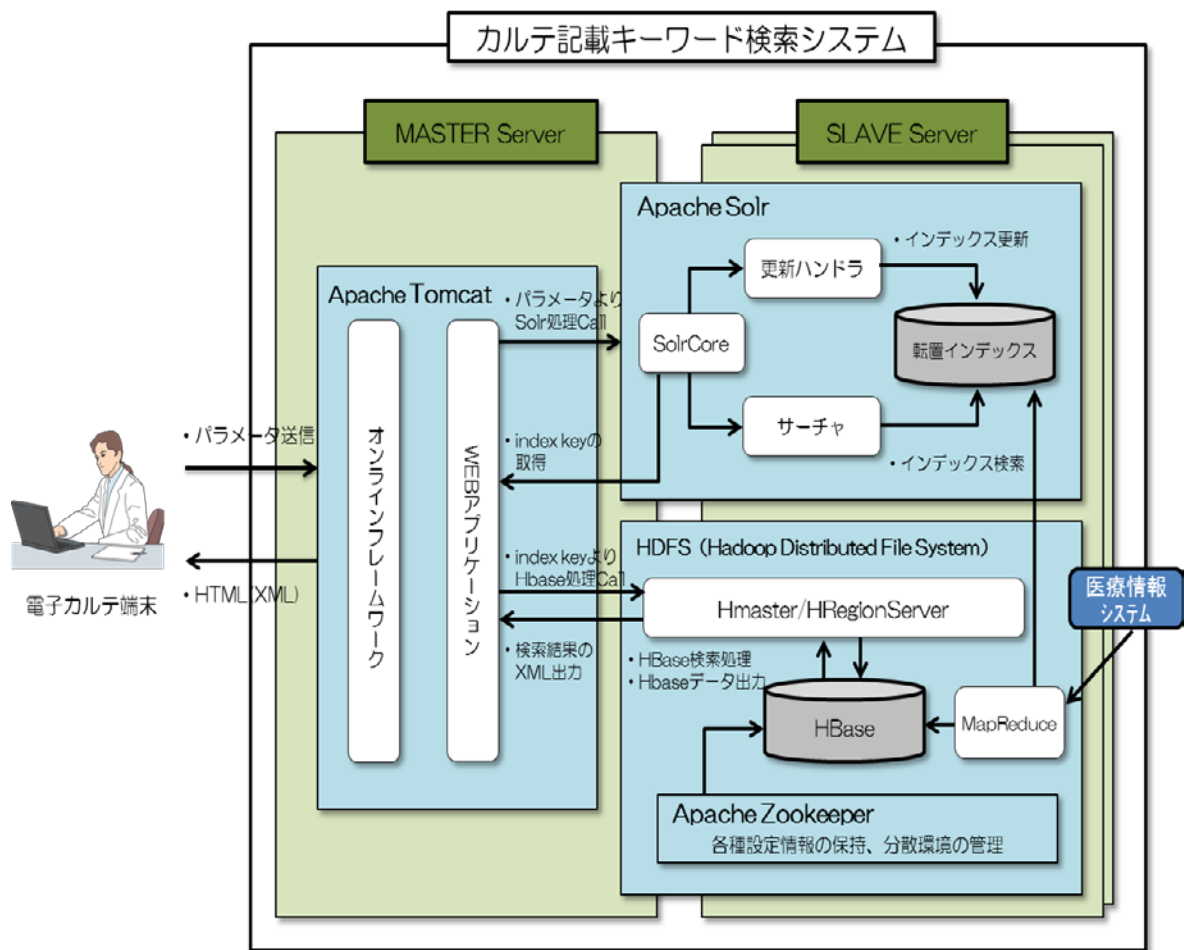 カルテ記載キーワード検索システム
MASTER Server
SLAVE Server
Apache Solr
・インデックス更新
更新ハンドラ
Apache Tomcat
・パラメータより
Solr処理Call
SolrCore
転置インデックス
サーチャ
・パラメータ送信
・index keyの
取得
・インデックス検索
オンラインフレームワーク
WEBアプリケーション
HDFS（Hadoop Distributed File System）
・index keyより
Hbase処理Call
医療情報
システム
電子カルテ端末
・HTML(XML)
Hmaster/HRegionServer
・検索結果の
XML出力
・HBase検索処理
・Hbaseデータ出力
HBase
MapReduce
Apache Zookeeper
各種設定情報の保持、分散環境の管理